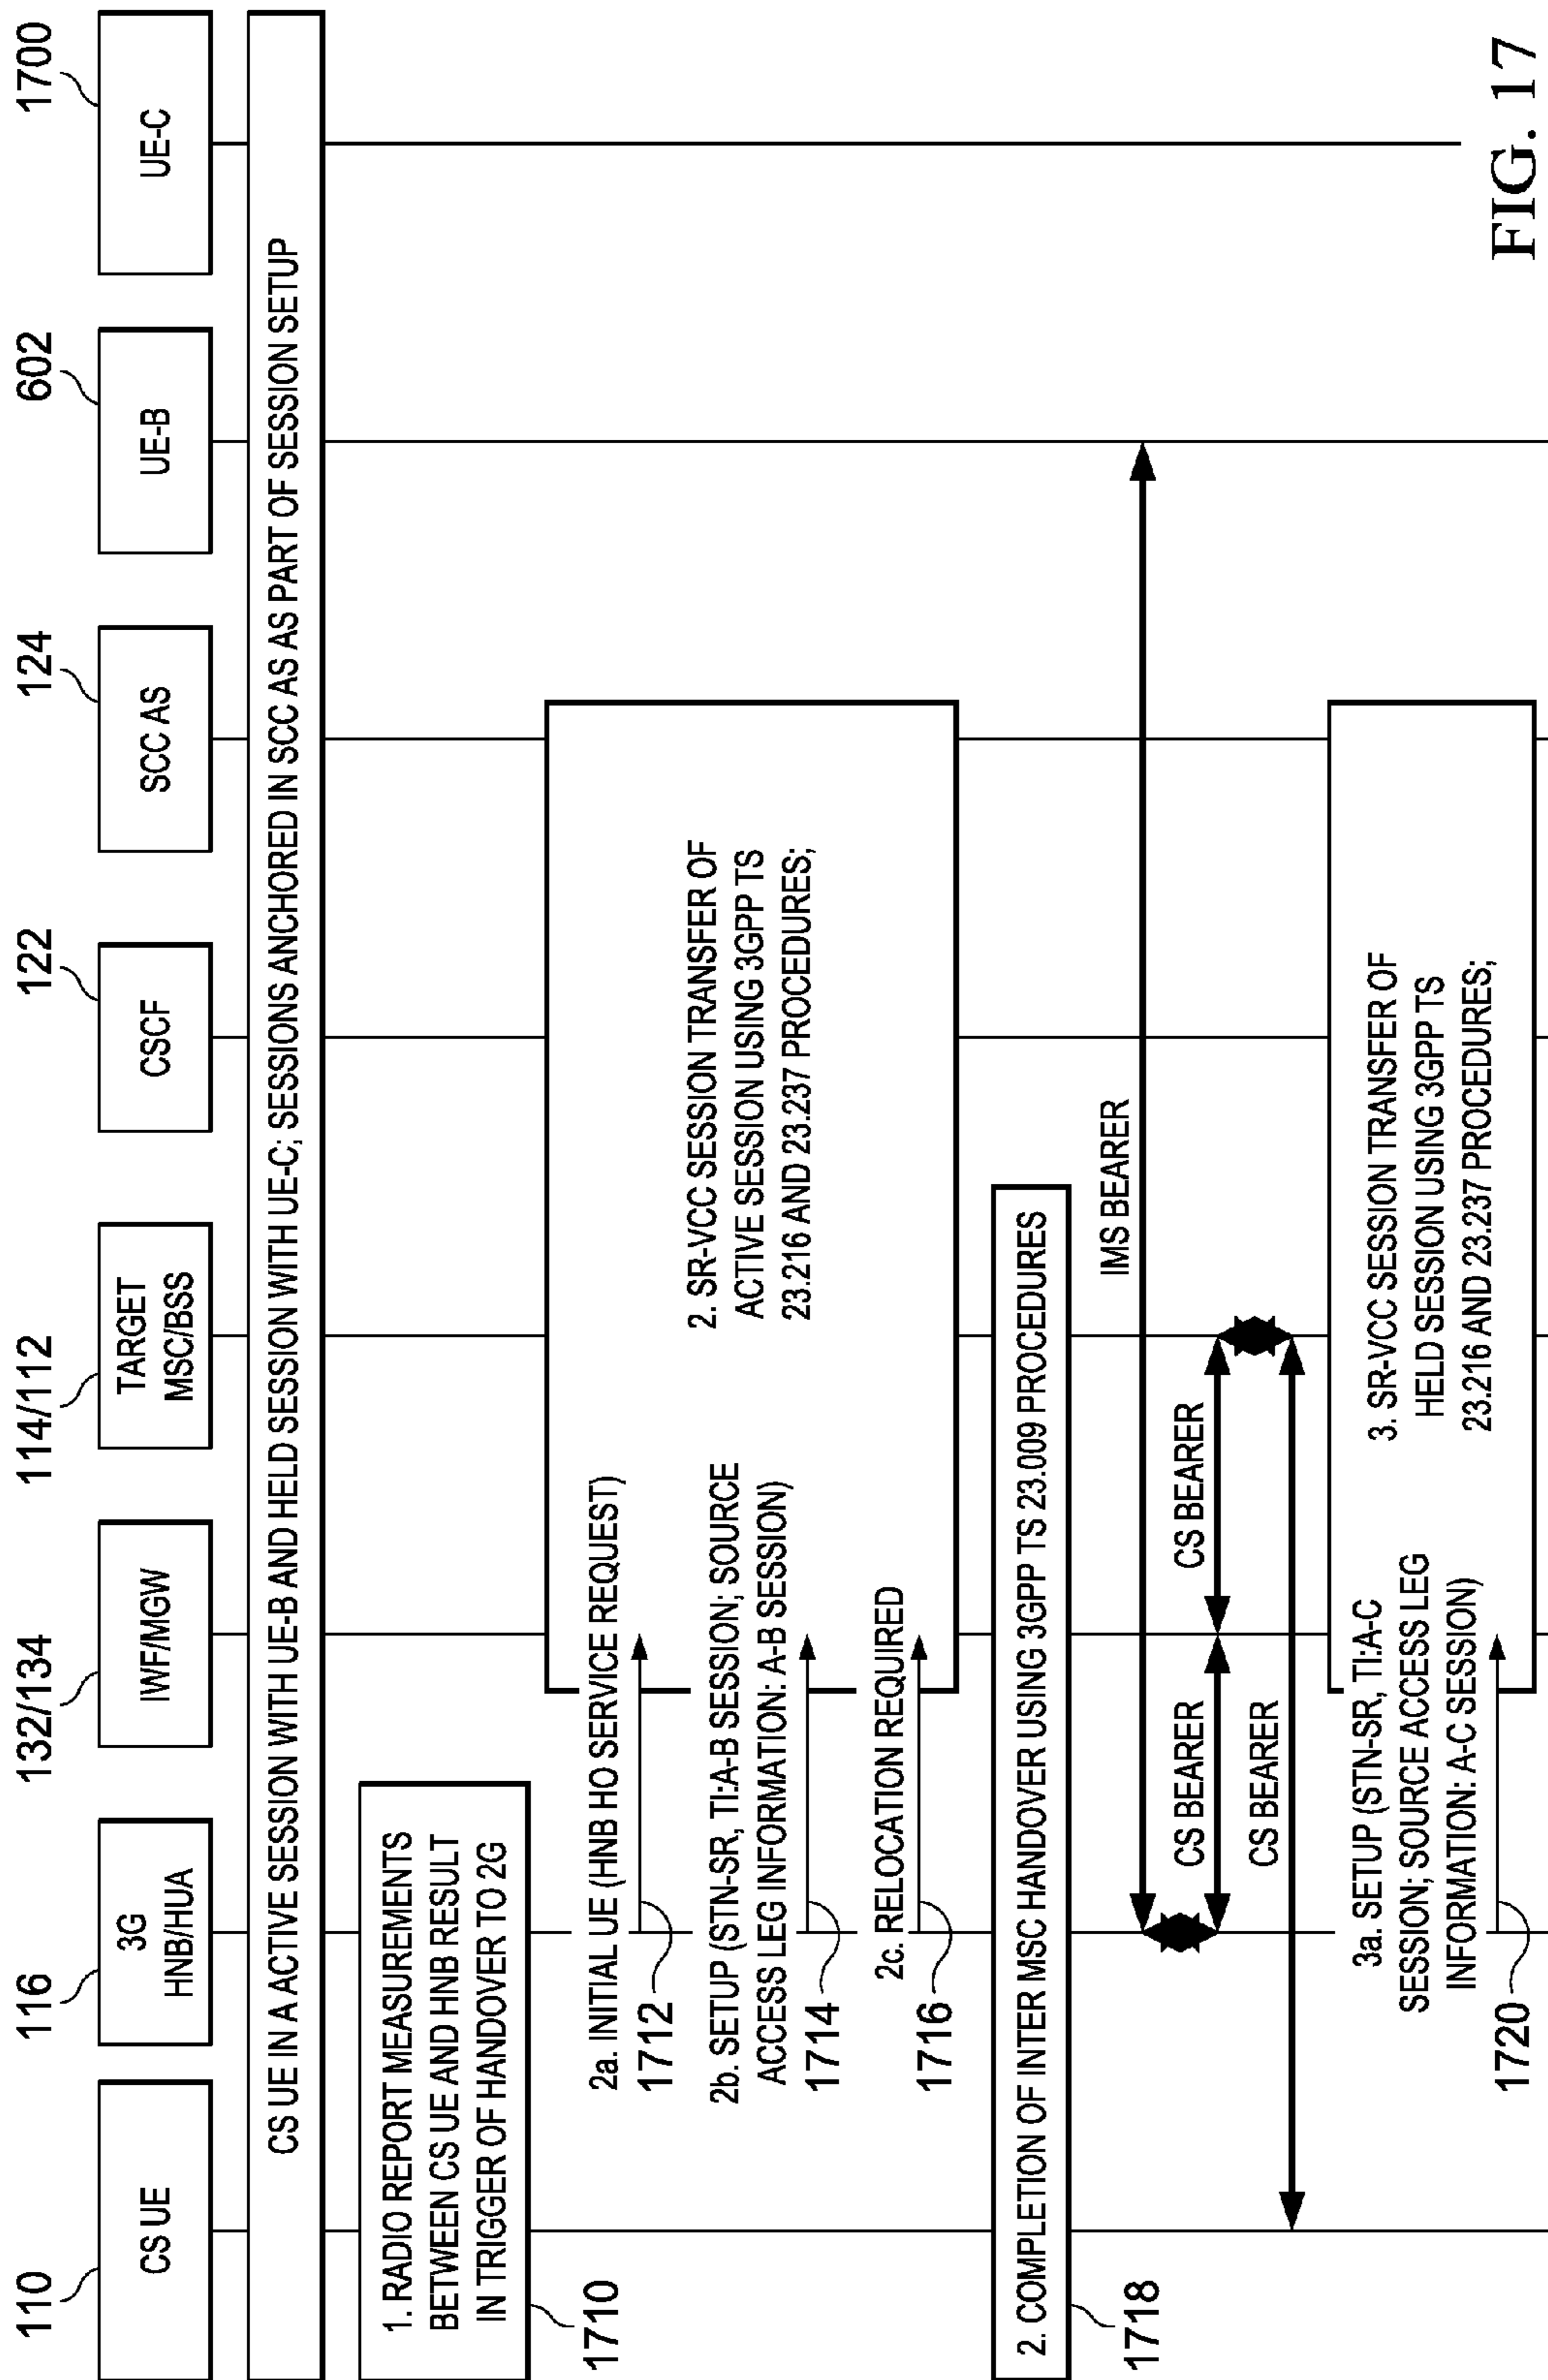 110
116
132/134
114/112
122
124
602
1700
CS UE
3G
HNB/HUA
IWF/MGW
TARGET
MSC/BSS
CSCF
SCC AS
UE-B
UE-C
CS UE IN A ACTIVE SESSION WITH UE-B AND HELD SESSION WITH UE-C; SESSIONS ANCHORED IN SCC AS AS PART OF SESSION SETUP
1. RADIO REPORT MEASUREMENTS
BETWEEN CS UE AND HNB RESULT
IN TRIGGER OF HANDOVER TO 2G
1710
2a. INITIAL UE (HNB HO SERVICE REQUEST)
1712
2b. SETUP (STN-SR, TI:A-B SESSION; SOURCE
ACCESS LEG INFORMATION: A-B SESSION)
1714
2c. RELOCATION REQUIRED
1716
2. SR-VCC SESSION TRANSFER OF
ACTIVE SESSION USING 3GPP TS
23.216 AND 23.237 PROCEDURES;
2. COMPLETION OF INTER MSC HANDOVER USING 3GPP TS 23.009 PROCEDURES
1718
IMS BEARER
CS BEARER
CS BEARER
CS BEARER
3a. SETUP (STN-SR, TI:A-C
SESSION; SOURCE ACCESS LEG
INFORMATION: A-C SESSION)
1720
3. SR-VCC SESSION TRANSFER OF
HELD SESSION USING 3GPP TS
23.216 AND 23.237 PROCEDURES;
FIG. 17